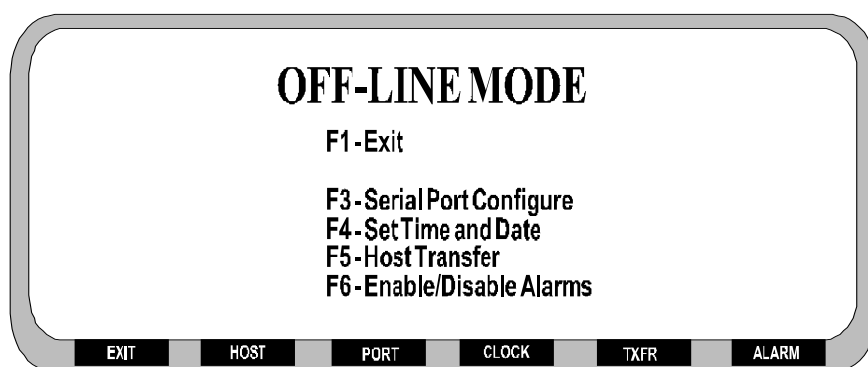 OFF-LINE MODE
F1-Exit
F3-Serial Port Configure
F4-Set Time and Date
F5-Host Transfer
F6-Enable/Disable Alarms
EXIT HOST PORT CLOCK TXFR ALARM